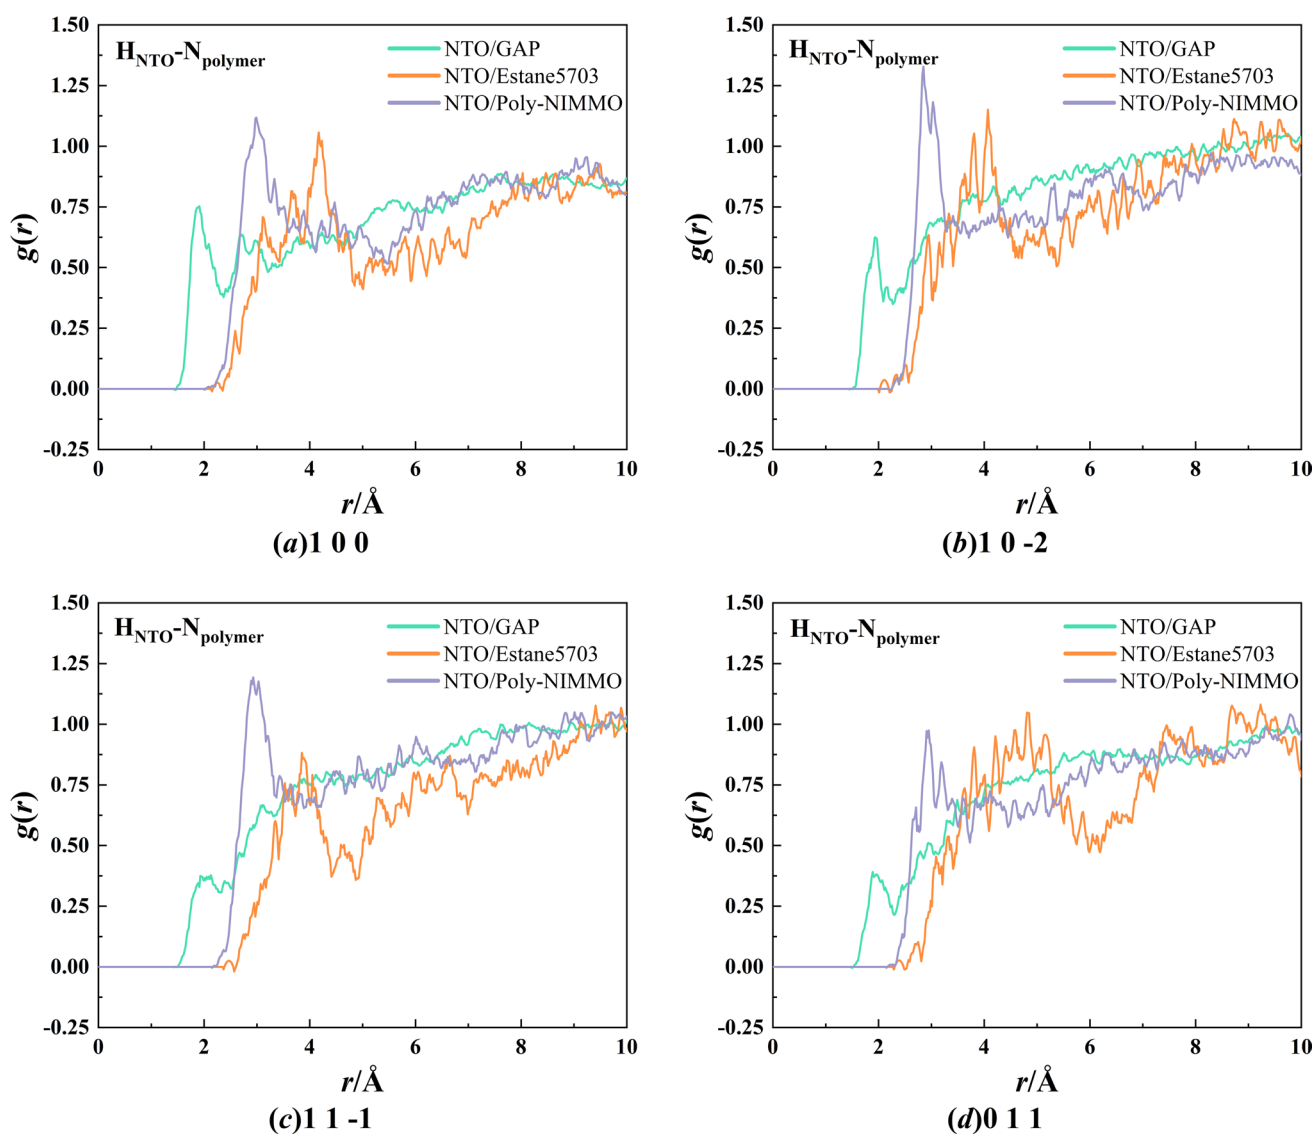 1.50
1.25
1.00
0.75
0.50
0.25
0.00
-0.25
g(r)
H_NTO-N_polymer
NTO/GAP
NTO/Estane5703
NTO/Poly-NIMMO
0 2 4 6 8 10
r/Å
(a)1 0 0
1.50
1.25
1.00
0.75
0.50
0.25
0.00
-0.25
g(r)
H_NTO-N_polymer
NTO/GAP
NTO/Estane5703
NTO/Poly-NIMMO
0 2 4 6 8 10
r/Å
(b)1 0 -2
1.50
1.25
1.00
0.75
0.50
0.25
0.00
-0.25
g(r)
H_NTO-N_polymer
NTO/GAP
NTO/Estane5703
NTO/Poly-NIMMO
0 2 4 6 8 10
r/Å
(c)1 1 -1
1.50
1.25
1.00
0.75
0.50
0.25
0.00
-0.25
g(r)
H_NTO-N_polymer
NTO/GAP
NTO/Estane5703
NTO/Poly-NIMMO
0 2 4 6 8 10
r/Å
(d)0 1 1